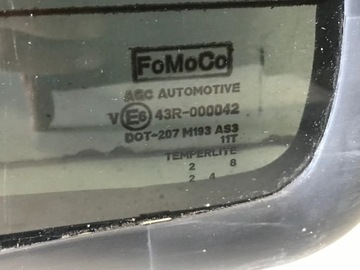 FoMoCo
AGC AUTOMOTIVE
V E6 43R-000042
DOT-207 M193 AS3
11T
TEMPERLITE
2 8
2 4